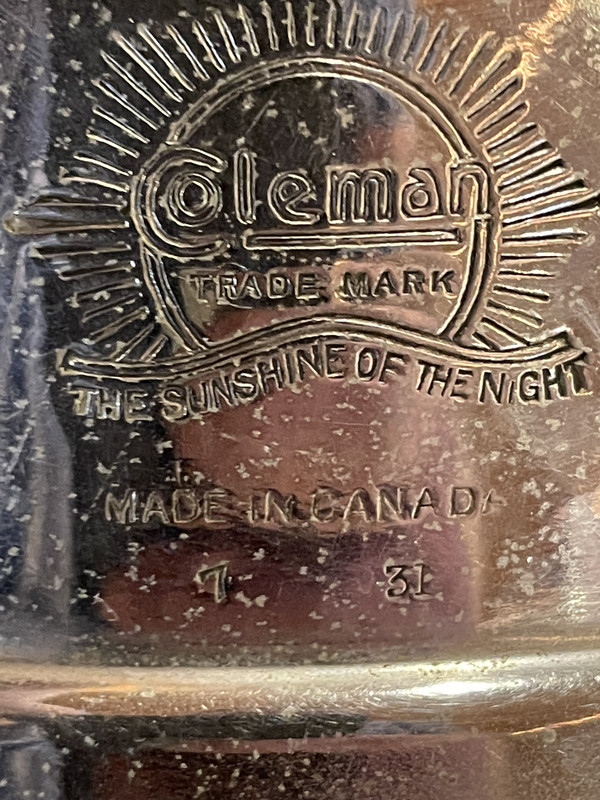 Coleman
TRADE MARK
THE SUNSHINE OF THE NIGHT
MADE IN CANADA
7 31